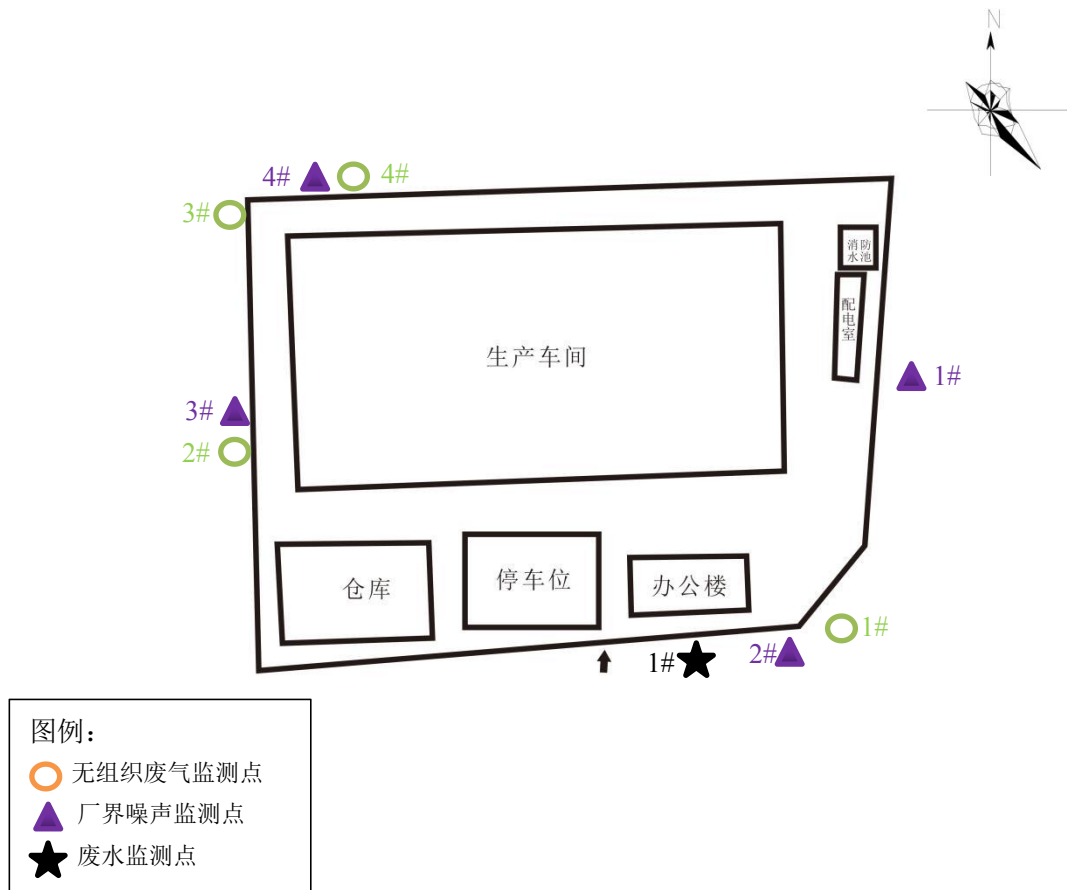 N
4#
4#
3#
消防
水池
配电室
生产车间
1#
3#
2#
仓库
停车位
办公楼
1#
1#
2#
图例：
无组织废气监测点
厂界噪声监测点
废水监测点